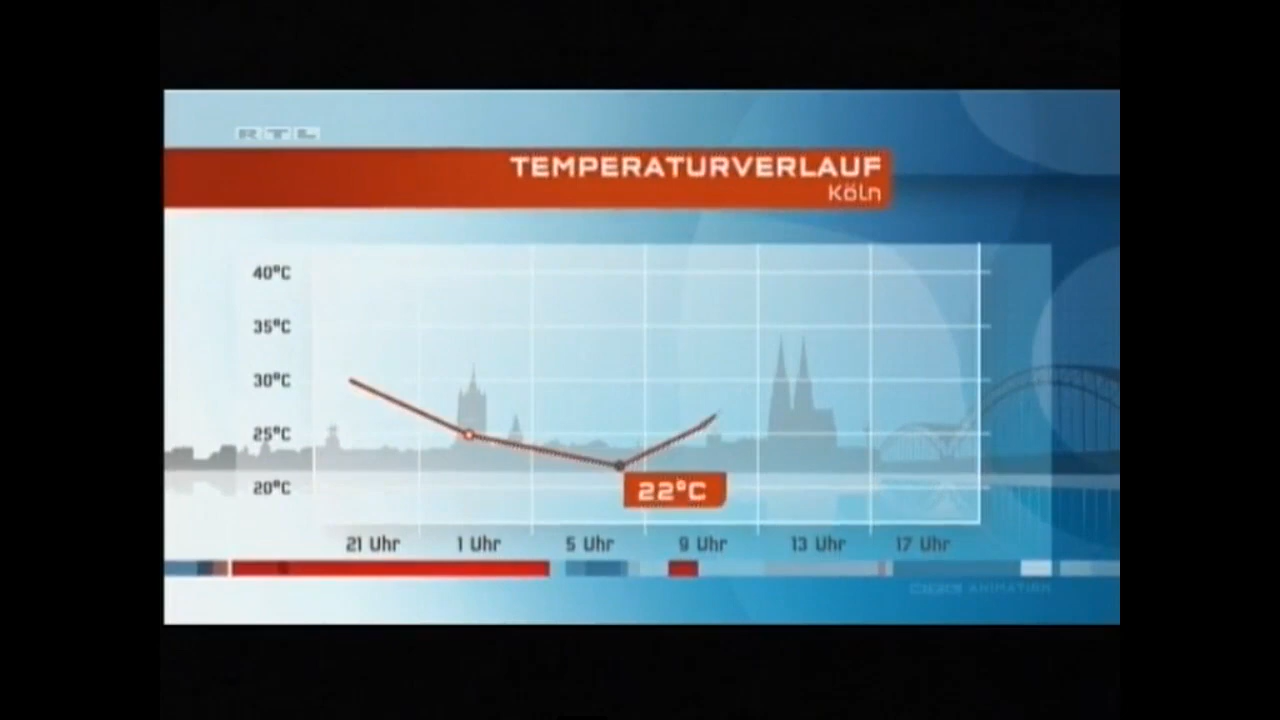 RTL
TEMPERATURVERLAUF
Köln
40°C
35°C
30°C
25°C
20°C
22°C
21 Uhr 1 Uhr 5 Uhr 9 Uhr 13 Uhr 17 Uhr
ANIMATION